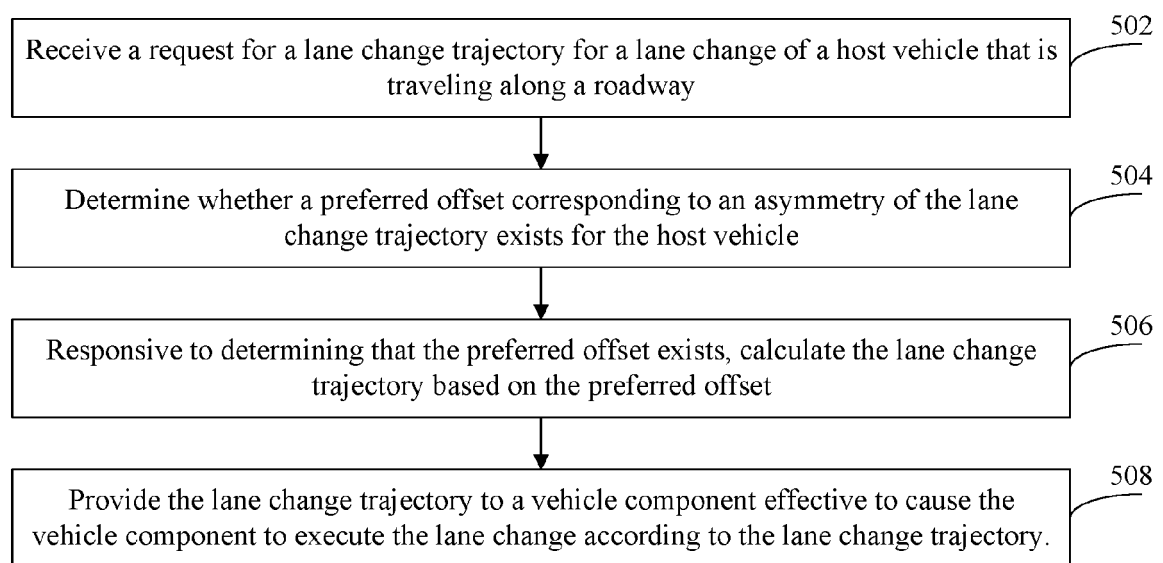 502
Receive a request for a lane change trajectory for a lane change of a host vehicle that is
traveling along a roadway
504
Determine whether a preferred offset corresponding to an asymmetry of the lane
change trajectory exists for the host vehicle
506
Responsive to determining that the preferred offset exists, calculate the lane change
trajectory based on the preferred offset
508
Provide the lane change trajectory to a vehicle component effective to cause the
vehicle component to execute the lane change according to the lane change trajectory.